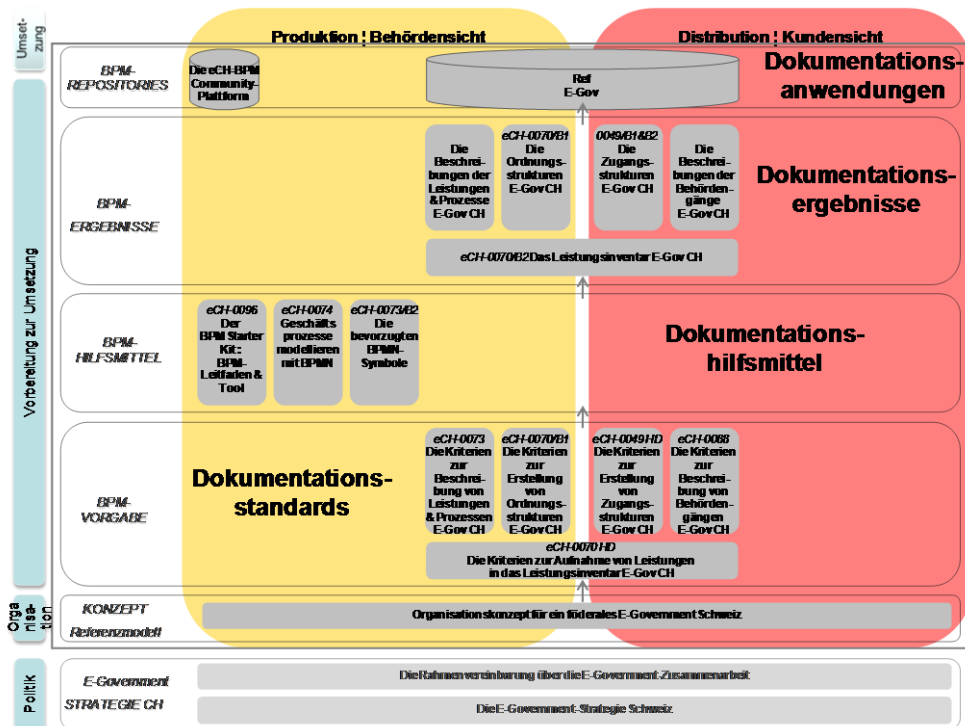 Umset-
zung
Produktion ¦ Behördensicht
Distribution ¦ Kundensicht
BPM-
REPOSITORIES
Die eCH-BPM
Community-
Plattform
Ref
E-Gov
Dokumentations-
anwendungen
Vorbereitung zur Umsetzung
BPM-
ERGEBNISSE
Die
Beschrei-
bungen der
Leistungen
& Prozesse
E-Gov CH
eCH-0070/B1
Die
Ordnungs-
strukturen
E-Gov CH
0049/B1&B2
Die
Zugangs-
strukturen
E-Gov CH
Die
Beschrei-
bungen der
Behörden-
gänge
E-Gov CH
Dokumentations-
ergebnisse
eCH-0070/B2 Das Leistungsinventar E-Gov CH
BPM-
HILFSMITTEL
eCH-0096
Der
BPM Starter
Kit:
BPM-
Leitfaden &
Tool
eCH-0074
Geschäfts
prozesse
modellieren
mit BPMN
eCH-0073/B2
Die
bevorzugten
BPMN-
Symbole
Dokumentations-
hilfsmittel
BPM-
VORGABE
Dokumentations-
standards
eCH-0073
Die Kriterien
zur
Beschrei-
bung von
Leistungen
& Prozessen
E-Gov CH
eCH-0070/B1
Die Kriterien
zur
Erstellung
von
Ordnungs-
strukturen
E-Gov CH
eCH-0049 HD
Die Kriterien
zur
Erstellung
von
Zugangs-
strukturen
E-Gov CH
eCH-0088
Die Kriterien
zur
Beschrei-
bung von
Behörden-
gängen
E-Gov CH
eCH-0070 HD
Die Kriterien zur Aufnahme von Leistungen
in das Leistungsinventar E-Gov CH
Orga
nisa-
tion
KONZEPT
Referenzmodell
Organisationskonzept für ein föderales E-Government Schweiz
Politik
E-Government
STRATEGIE CH
Die Rahmenvereinbarung über die E-Government-Zusammenarbeit
Die E-Government-Strategie Schweiz